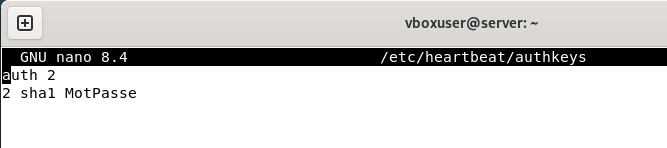 vboxuser@server: ~
GNU nano 8.4 /etc/heartbeat/authkeys
auth 2
2 sha1 MotPasse